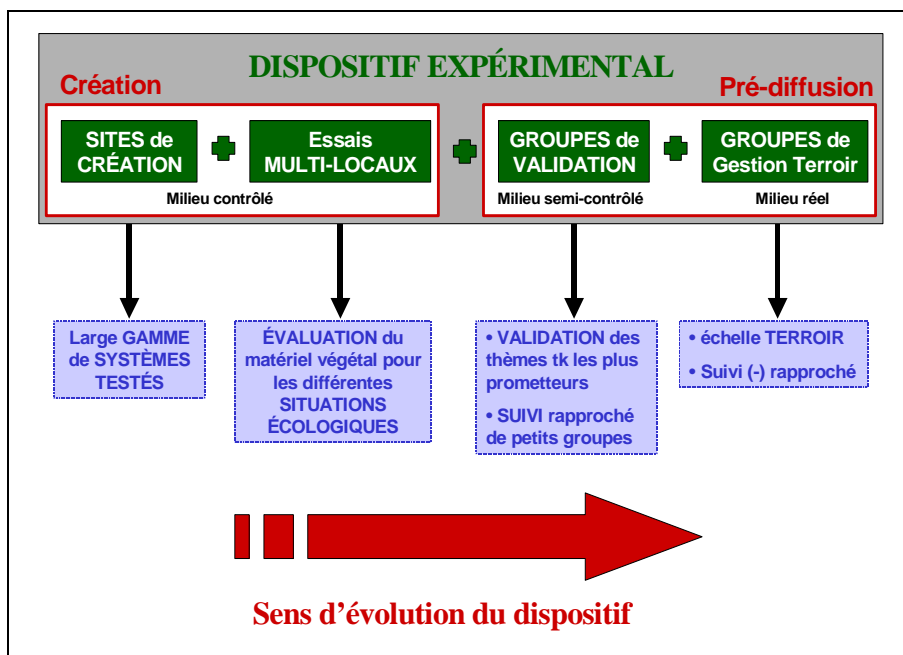 DISPOSITIF EXPÉRIMENTAL
Création
Pré-diffusion
SITES de
CRÉATION
Essais
MULTI-LOCAUX
GROUPES de
VALIDATION
GROUPES de
Gestion Terroir
Milieu contrôlé
Milieu semi-contrôlé
Milieu réel
Large GAMME
de SYSTÈMES
TESTÉS
ÉVALUATION du
matériel végétal pour
les différentes
SITUATIONS
ÉCOLOGIQUES
• VALIDATION des
thèmes tk les plus
prometteurs
• SUIVI rapproché
de petits groupes
• échelle TERROIR
• Suivi (-) rapproché
Sens d’évolution du dispositif